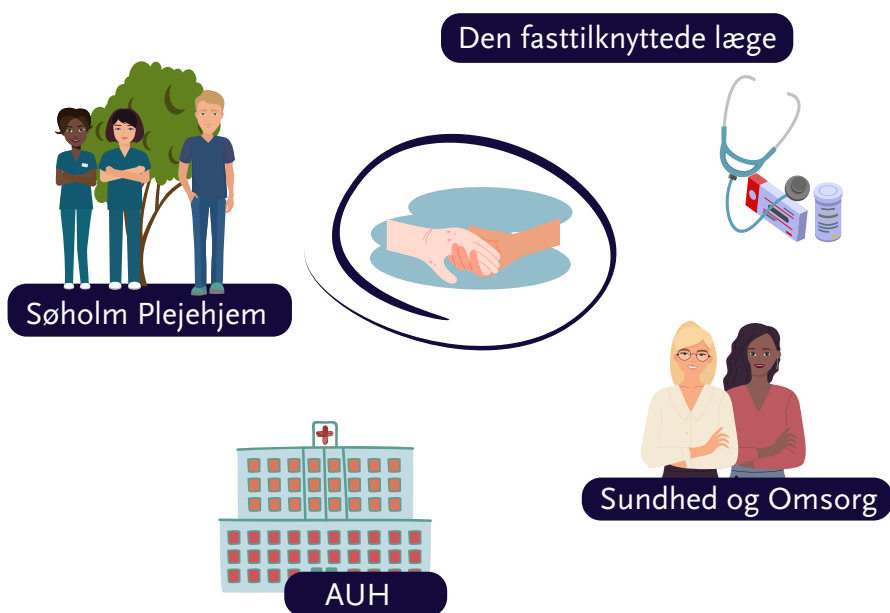 Den fasttilknyttede læge
Søholm Plejehjem
Sundhed og Omsorg
AUH